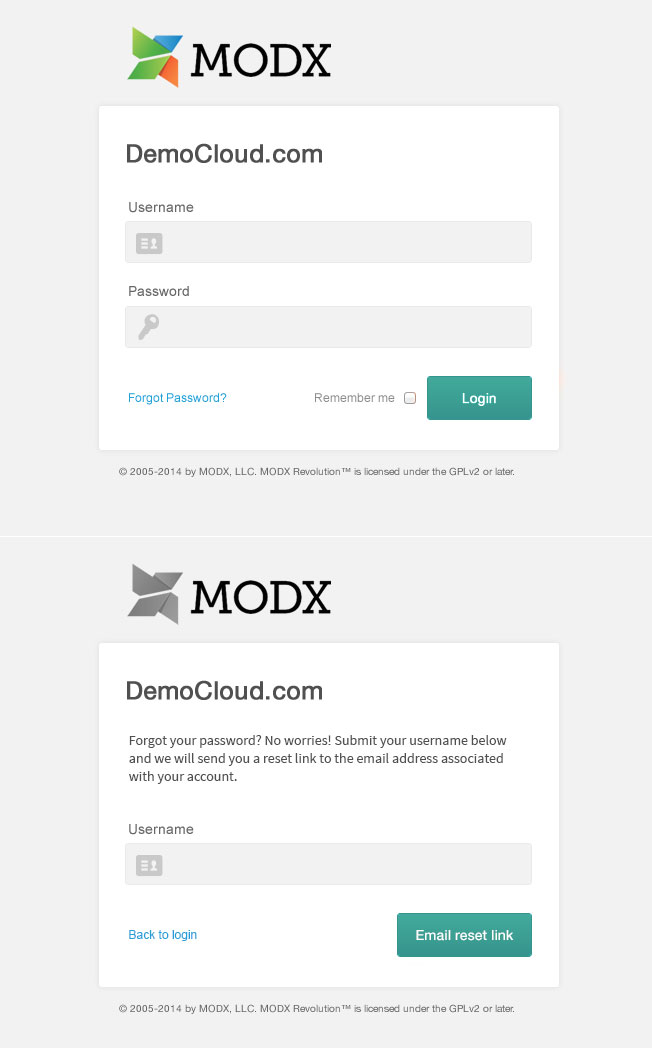 MODX
DemoCloud.com
Username
Password
Forgot Password?
Remember me
Login
© 2005-2014 by MODX, LLC. MODX Revolution™ is licensed under the GPLv2 or later.
MODX
DemoCloud.com
Forgot your password? No worries! Submit your username below
and we will send you a reset link to the email address associated
with your account.
Username
Back to login
Email reset link
© 2005-2014 by MODX, LLC. MODX Revolution™ is licensed under the GPLv2 or later.